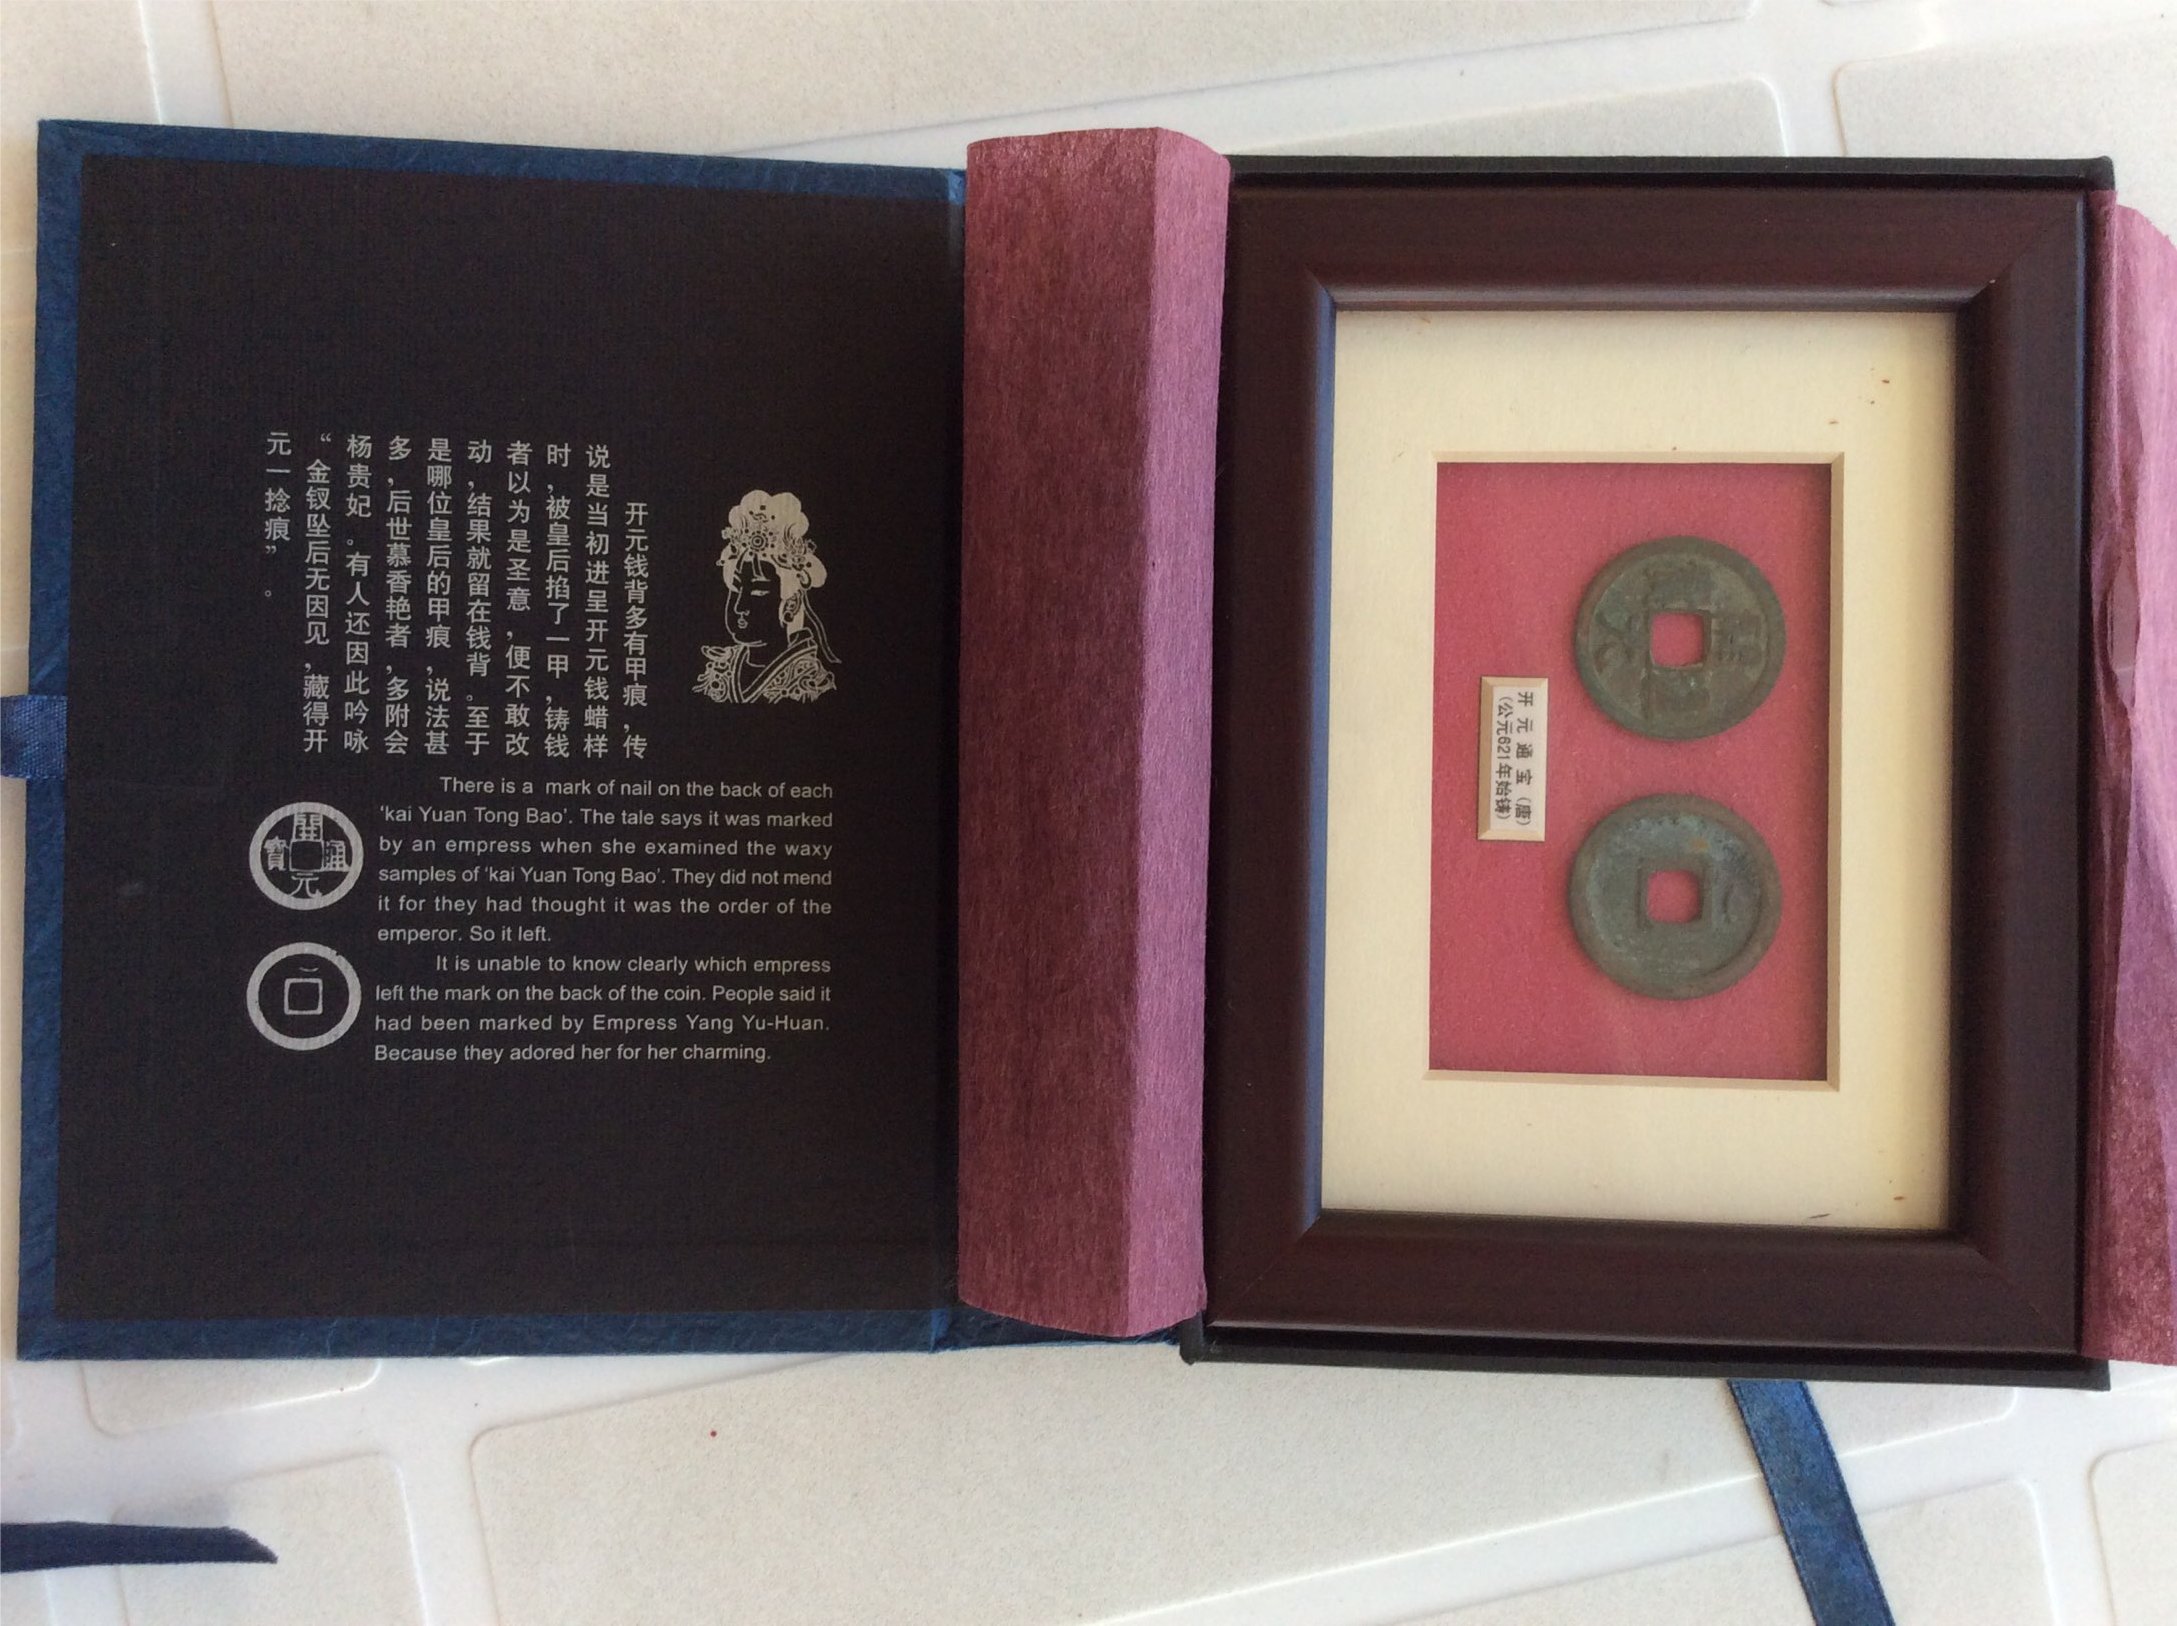 开元钱背多有甲痕，传
说是当初进呈开元钱蜡样
时，被皇后掐了一甲，铸钱
者以为是圣意，便不敢改
动，结果就留在钱背。至于
是哪位皇后的甲痕，说法甚
多，后世慕香艳者，多附会
杨贵妃。有人还因此吟咏
“金钗坠后无因见，藏得开
元一捻痕”。
There is a mark of nail on the back of each
‘kai Yuan Tong Bao’. The tale says it was marked
by an empress when she examined the waxy
samples of ‘kai Yuan Tong Bao’. They did not mend
it for they had thought it was the order of the
emperor. So it left.
It is unable to know clearly which empress
left the mark on the back of the coin. People said it
had been marked by Empress Yang Yu-Huan.
Because they adored her for her charming.
開元通寶
開元通寶
开元通宝（唐）
（公元621年始铸）